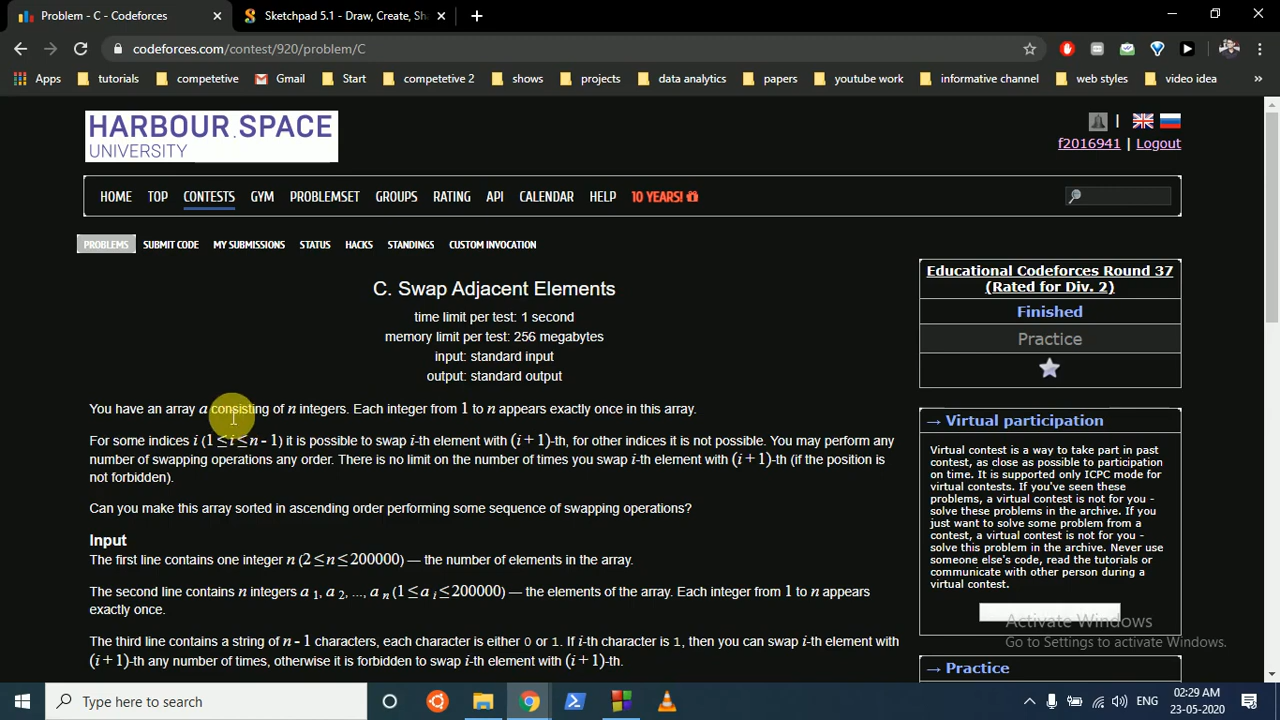 Problem - C - Codeforces
Sketchpad 5.1 - Draw, Create, Sha
codeforces.com/contest/920/problem/C
Apps tutorials competetive Gmail Start competetive 2 shows projects data analytics papers youtube work informative channel web styles video idea »
HARBOUR.SPACE
UNIVERSITY
f2016941 | Logout
HOME TOP CONTESTS GYM PROBLEMSET GROUPS RATING API CALENDAR HELP 10 YEARS!
PROBLEMS SUBMIT CODE MY SUBMISSIONS STATUS HACKS STANDINGS CUSTOM INVOCATION
C. Swap Adjacent Elements
time limit per test: 1 second
memory limit per test: 256 megabytes
input: standard input
output: standard output
You have an array a consisting of n integers. Each integer from 1 to n appears exactly once in this array.
For some indices i (1 ≤ i ≤ n - 1) it is possible to swap i-th element with (i + 1)-th, for other indices it is not possible. You may perform any
number of swapping operations any order. There is no limit on the number of times you swap i-th element with (i + 1)-th (if the position is
not forbidden).
Can you make this array sorted in ascending order performing some sequence of swapping operations?
Input
The first line contains one integer n (2 ≤ n ≤ 200000) — the number of elements in the array.
The second line contains n integers a 1, a 2, ..., a n (1 ≤ a i ≤ 200000) — the elements of the array. Each integer from 1 to n appears
exactly once.
The third line contains a string of n - 1 characters, each character is either 0 or 1. If i-th character is 1, then you can swap i-th element with
(i + 1)-th any number of times, otherwise it is forbidden to swap i-th element with (i + 1)-th.
Educational Codeforces Round 37
(Rated for Div. 2)
Finished
Practice
→ Virtual participation
Virtual contest is a way to take part in past
contest, as close as possible to participation
on time. It is supported only ICPC mode for
virtual contests. If you've seen these
problems, a virtual contest is not for you -
solve these problems in the archive. If you
just want to solve some problem from a
contest, a virtual contest is not for you -
solve this problem in the archive. Never use
someone else's code, read the tutorials or
communicate with other person during a
virtual contest.
Activate Windows
Go to Settings to activate Windows.
→ Practice
Type here to search
ENG
02:29 AM
23-05-2020